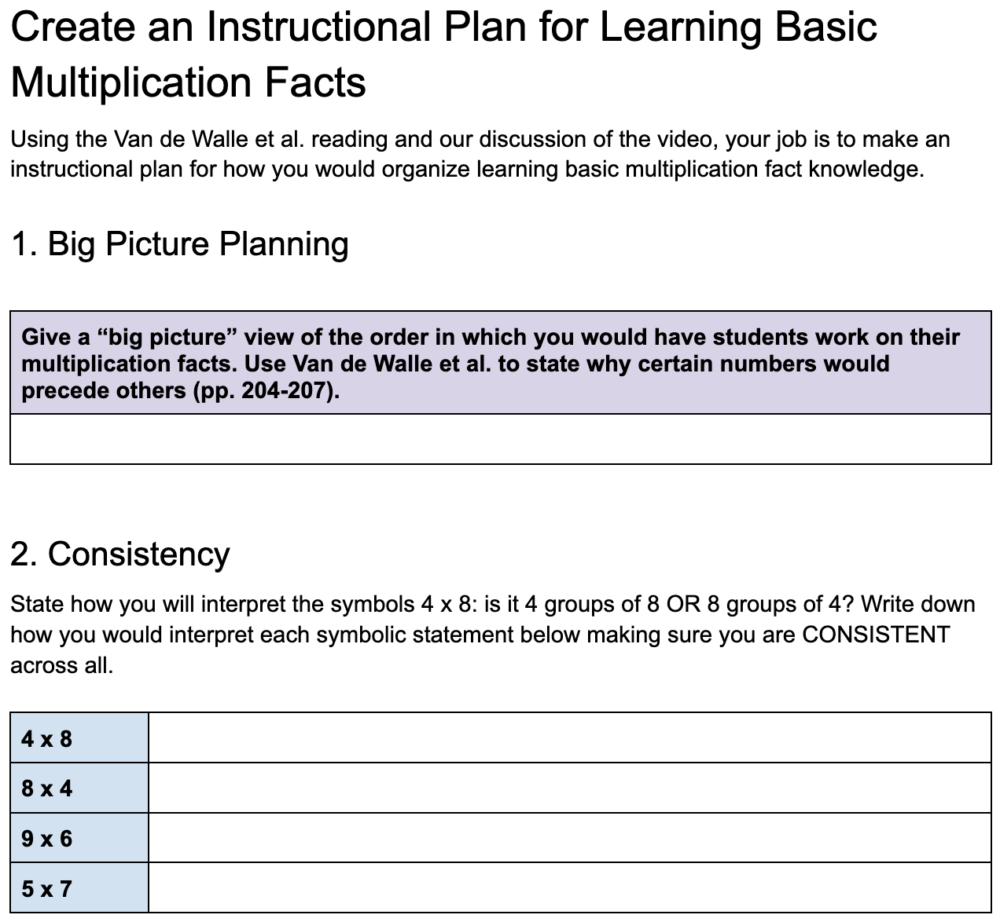 Create an Instructional Plan for Learning Basic
Multiplication Facts
Using the Van de Walle et al. reading and our discussion of the video, your job is to make an
instructional plan for how you would organize learning basic multiplication fact knowledge.
1. Big Picture Planning
Give a “big picture” view of the order in which you would have students work on their
multiplication facts. Use Van de Walle et al. to state why certain numbers would
precede others (pp. 204-207).
2. Consistency
State how you will interpret the symbols 4 x 8: is it 4 groups of 8 OR 8 groups of 4? Write down
how you would interpret each symbolic statement below making sure you are CONSISTENT
across all.
4 x 8
8 x 4
9 x 6
5 x 7